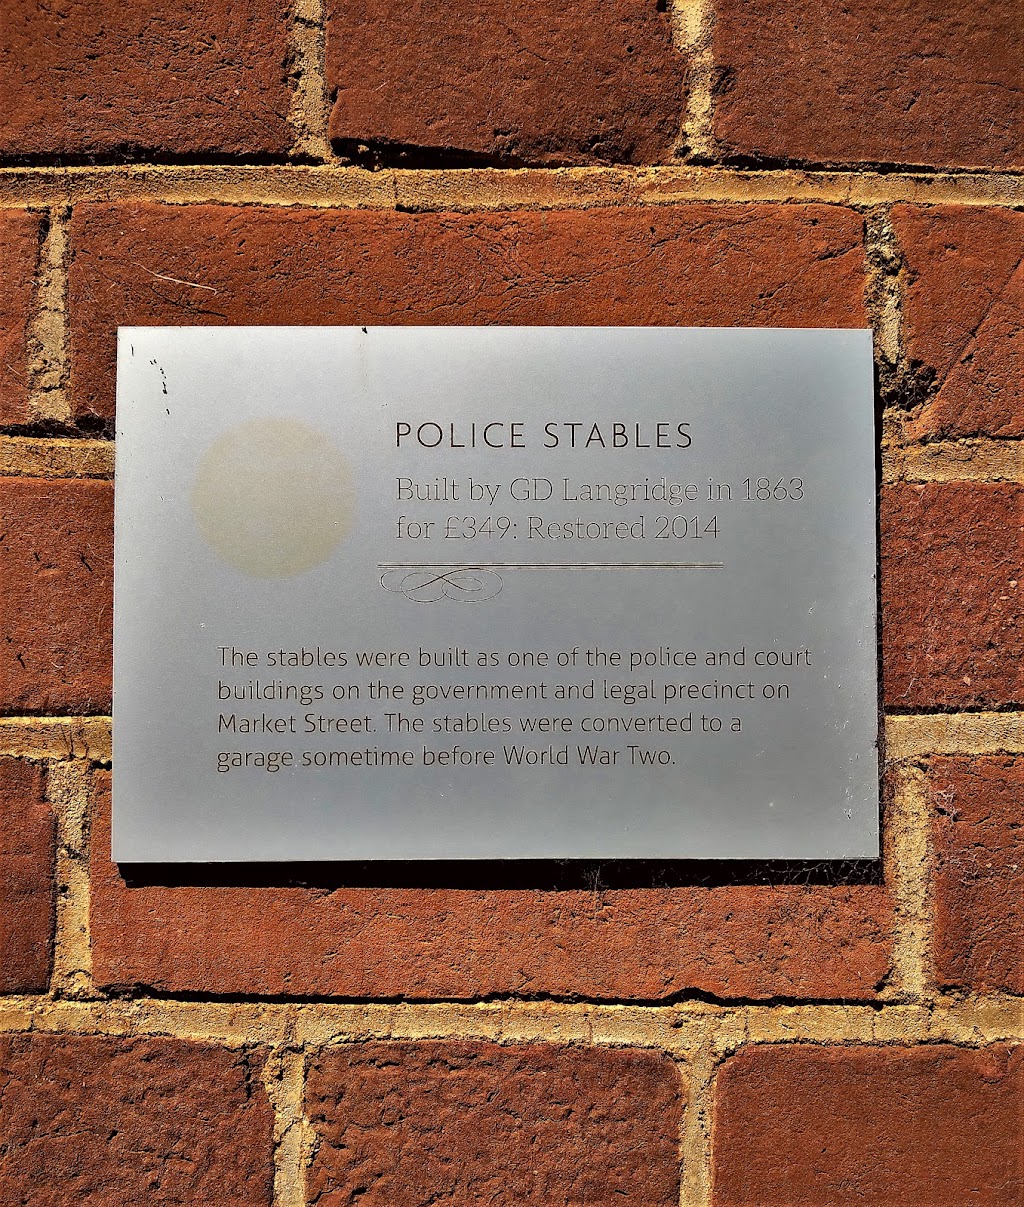 POLICE STABLES
Built by GD Langridge in 1863
for £349: Restored 2014
The stables were built as one of the police and court
buildings on the government and legal precinct on
Market Street. The stables were converted to a
garage sometime before World War Two.